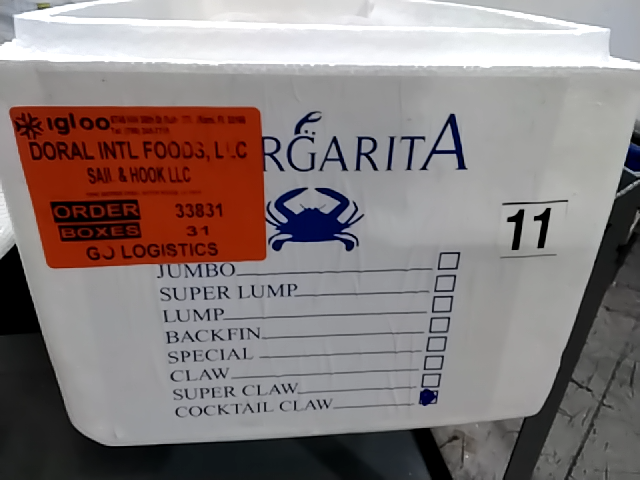 igloo
DORAL INTL FOODS, LLC
SAIL & HOOK LLC
ORDER 33831
BOXES 31
GO LOGISTICS
RGARITA
11
JUMBO
SUPER LUMP
LUMP
BACKFIN
SPECIAL
CLAW
SUPER CLAW
COCKTAIL CLAW